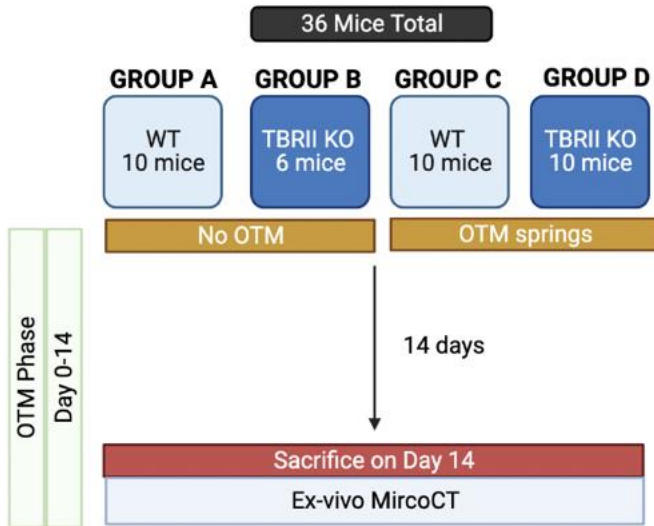 36 Mice Total
GROUP A
GROUP B
GROUP C
GROUP D
WT
10 mice
TBRII KO
6 mice
WT
10 mice
TBRII KO
10 mice
No OTM
OTM springs
OTM Phase
Day 0-14
14 days
Sacrifice on Day 14
Ex-vivo MircoCT